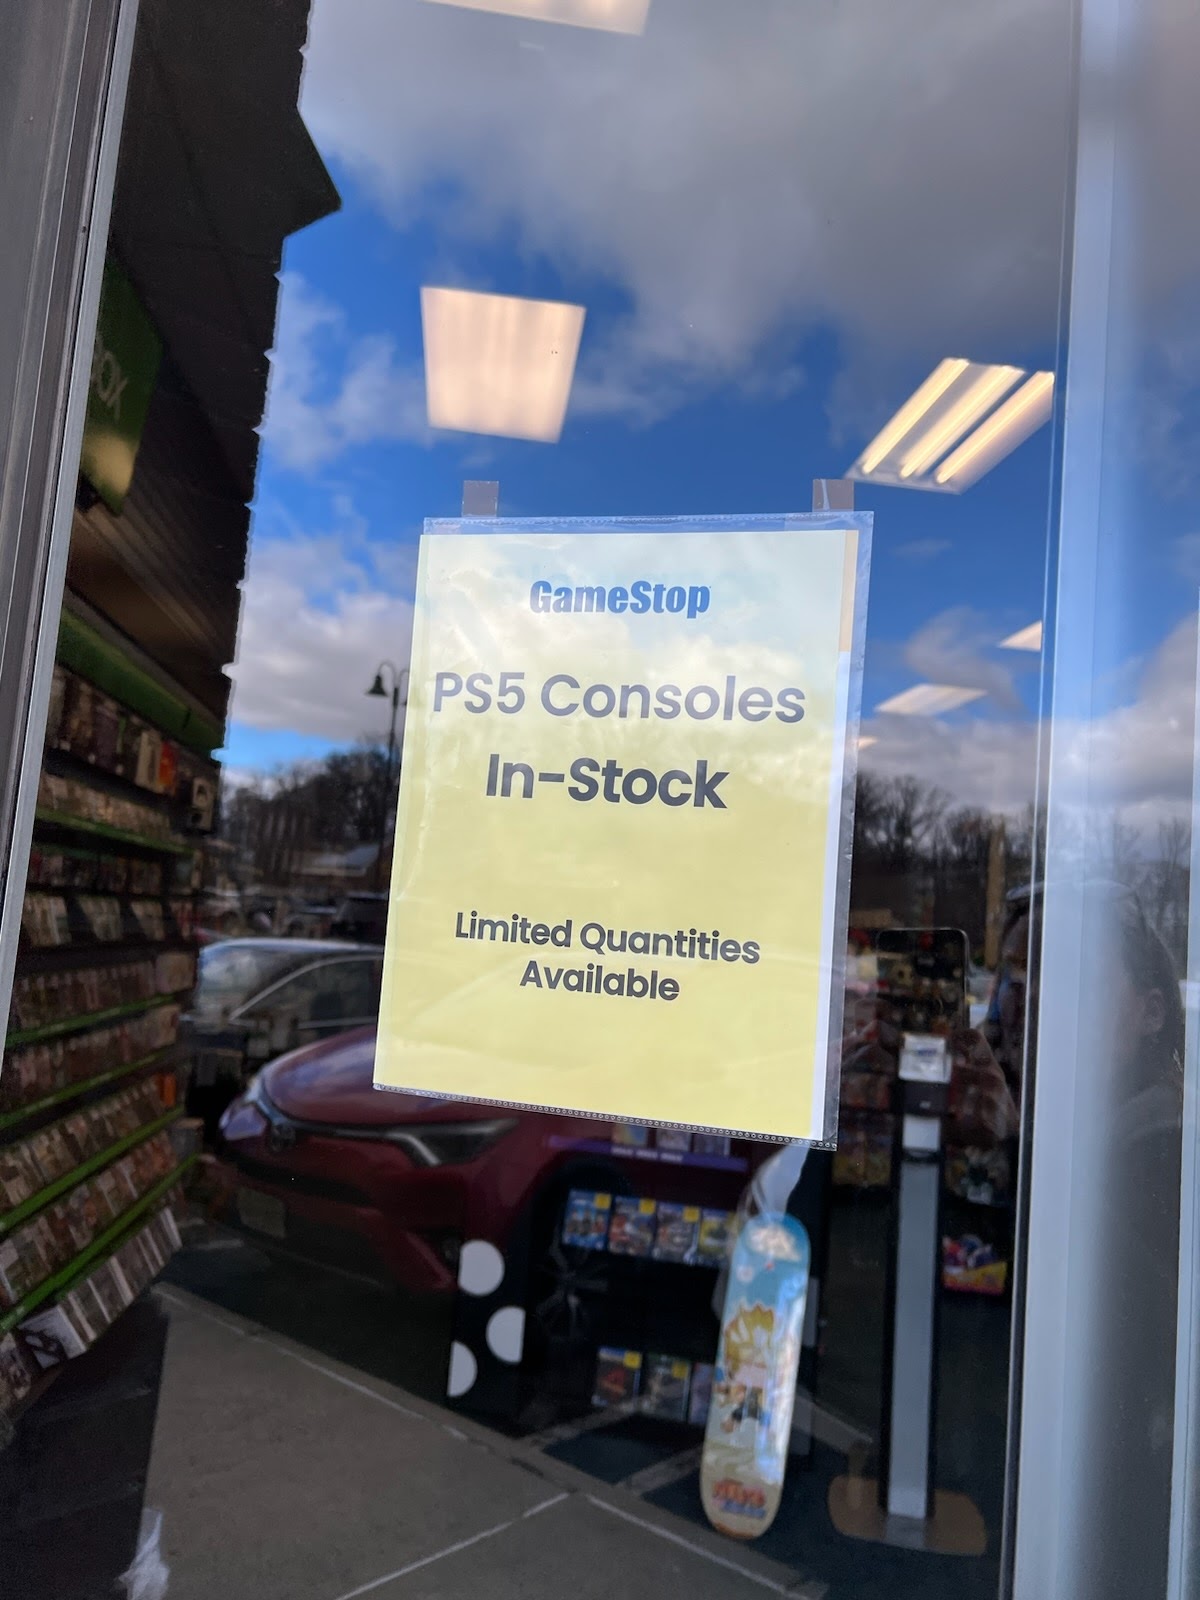 GameStop
PS5 Consoles
In-Stock
Limited Quantities
Available